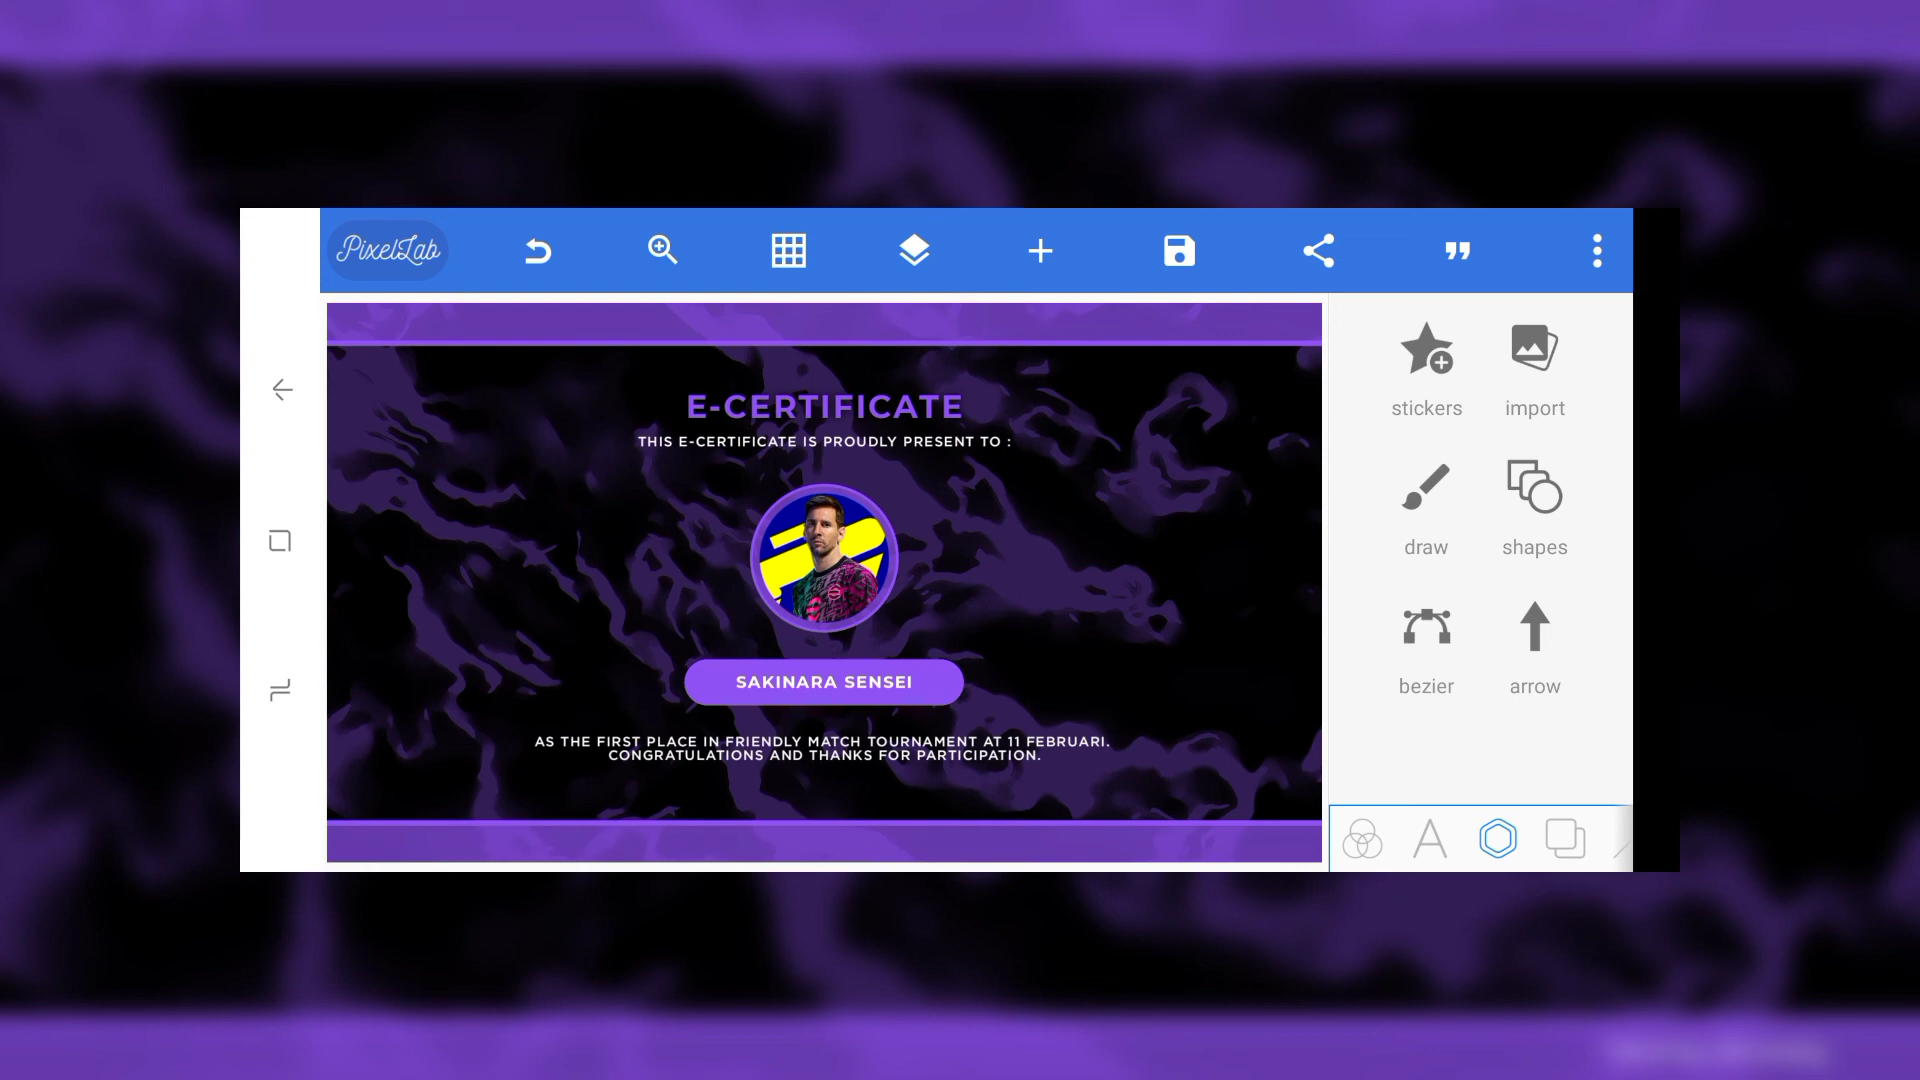 PixelLab
E-CERTIFICATE
THIS E-CERTIFICATE IS PROUDLY PRESENT TO :
SAKINARA SENSEI
AS THE FIRST PLACE IN FRIENDLY MATCH TOURNAMENT AT 11 FEBRUARI.
CONGRATULATIONS AND THANKS FOR PARTICIPATION.
stickers import
draw shapes
bezier arrow